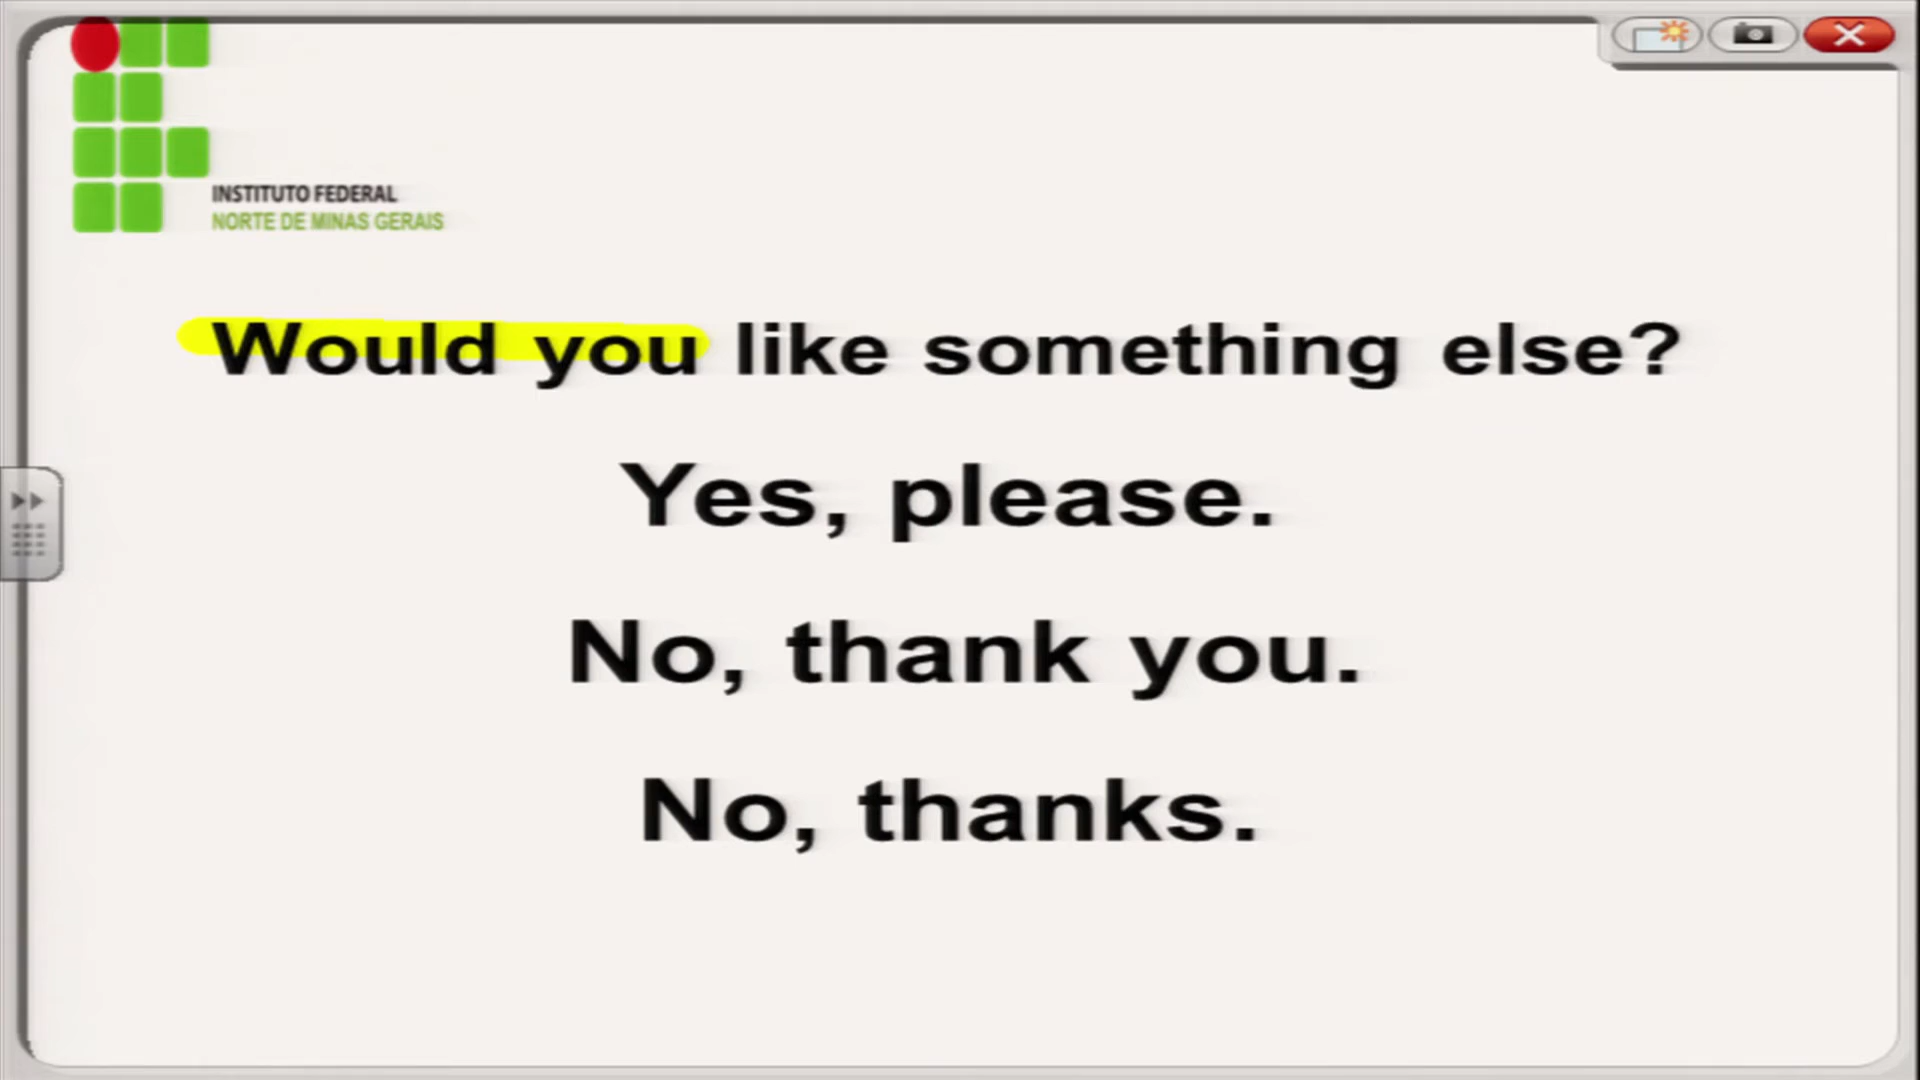 INSTITUTO FEDERAL
NORTE DE MINAS GERAIS
Would you like something else?
Yes, please.
No, thank you.
No, thanks.